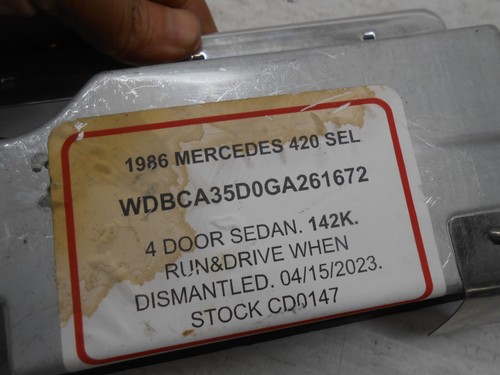 1986 MERCEDES 420 SEL
WDBCA35D0GA261672
4 DOOR SEDAN. 142K.
RUN&DRIVE WHEN
DISMANTLED. 04/15/2023.
STOCK CD0147